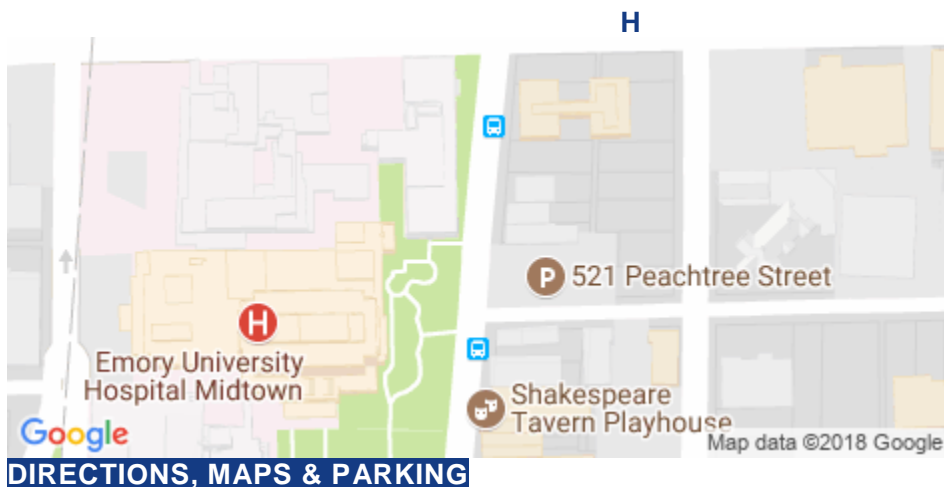 H
P 521 Peachtree Street
H
Emory University
Hospital Midtown
Shakespeare
Tavern Playhouse
Google
Map data ©2018 Google
DIRECTIONS, MAPS & PARKING